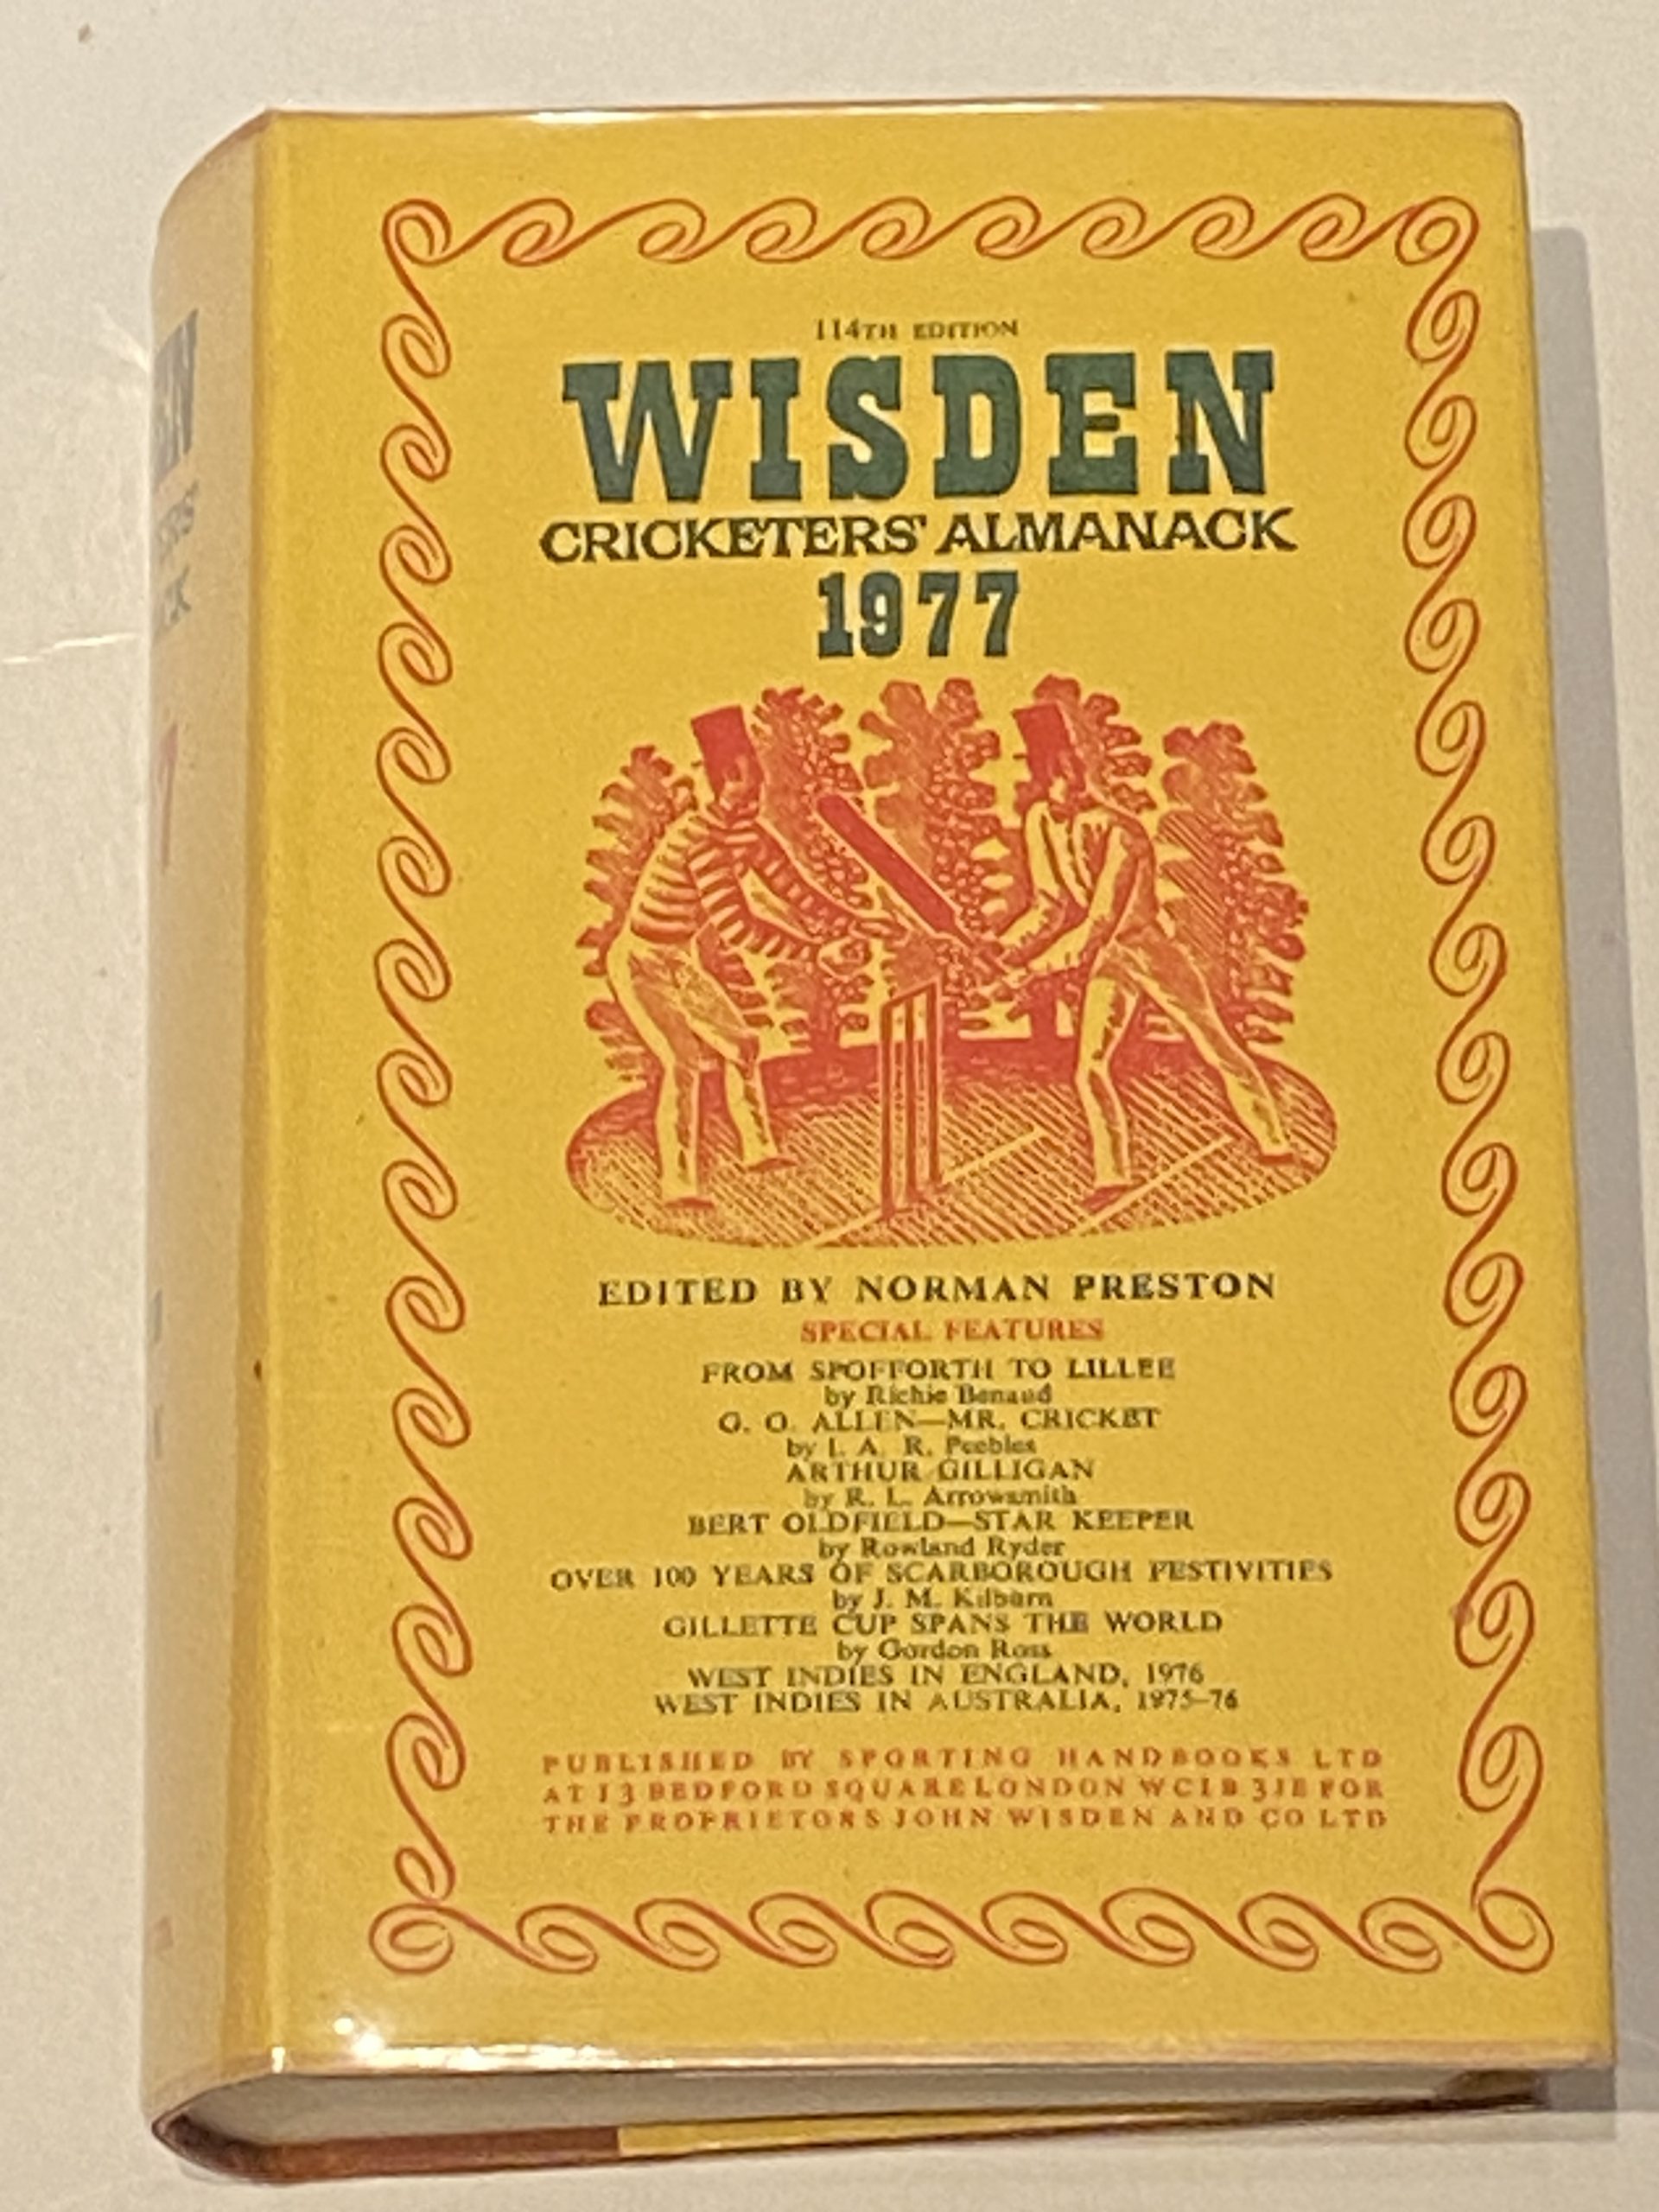 114TH EDITION
WISDEN
CRICKETERS' ALMANACK
1977
EDITED BY NORMAN PRESTON
SPECIAL FEATURES
FROM SPOFFORTH TO LILLEE
by Richie Benaud
G. O. ALLEN—MR. CRICKET
by I. A. R. Peebles
ARTHUR GILLIGAN
by R. L. Arrowsmith
BERT OLDFIELD—STAR KEEPER
by Rowland Ryder
OVER 100 YEARS OF SCARBOROUGH FESTIVITIES
by J. M. Kilburn
GILLETTE CUP SPANS THE WORLD
by Gordon Ross
WEST INDIES IN ENGLAND, 1976
WEST INDIES IN AUSTRALIA, 1975-76
PUBLISHED BY SPORTING HANDBOOKS LTD
AT 13 BEDFORD SQUARE LONDON WC1B 3JE FOR
THE PROPRIETORS JOHN WISDEN AND CO LTD